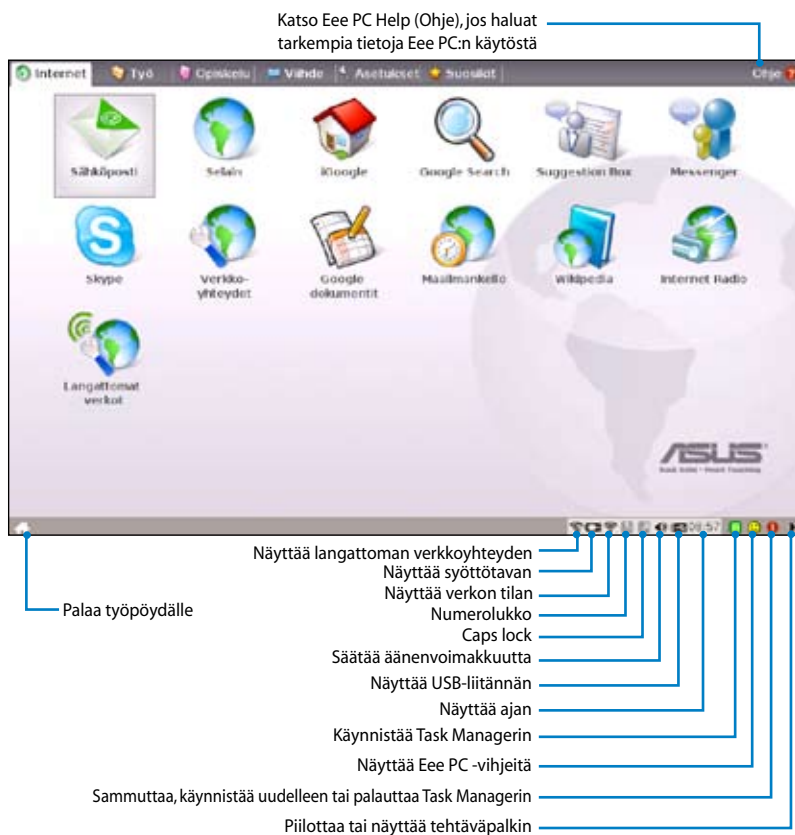 Katso Eee PC Help (Ohje), jos haluat
tarkempia tietoja Eee PC:n käytöstä
Internet Työ Opiskelu Viihde Asetukset Suosikit Ohje
Sähköposti Selain iGoogle Google Search Suggestion Box Messenger
Skype Verkko-
yhteydet Google
dokumentit Maailmankello Wikipedia Internet Radio
Langattomat
verkot
ASUS
08:57
Näyttää langattoman verkkoyhteyden
Näyttää syöttötavan
Näyttää verkon tilan
Palaa työpöydälle
Numerolukko
Caps lock
Säätää äänenvoimakkuutta
Näyttää USB-liitännän
Näyttää ajan
Käynnistää Task Managerin
Näyttää Eee PC -vihjeitä
Sammuttaa, käynnistää uudelleen tai palauttaa Task Managerin
Piilottaa tai näyttää tehtäväpalkin